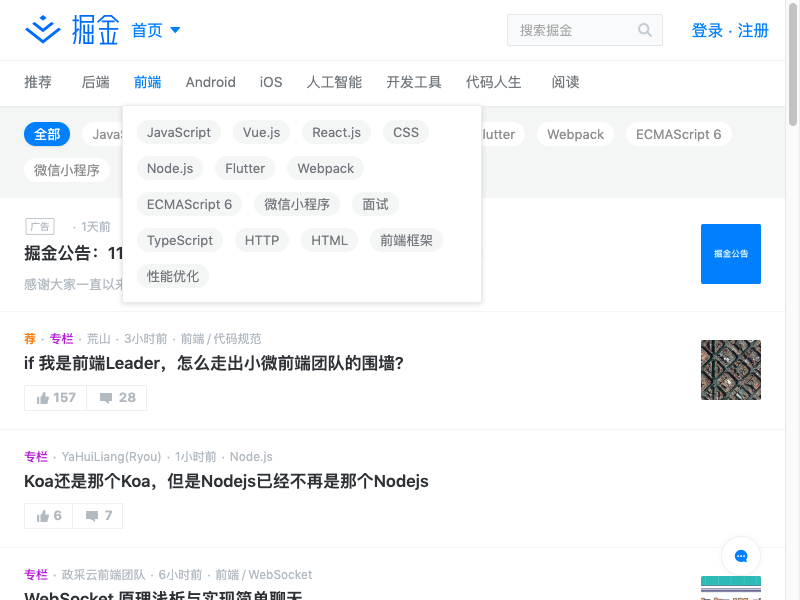 掘金 首页 搜索掘金 登录 · 注册
推荐 后端 前端 Android iOS 人工智能 开发工具 代码人生 阅读
全部 JavaS JavaScript Vue.js React.js CSS lutter Webpack ECMAScript 6
微信小程序 Node.js Flutter Webpack
ECMAScript 6 微信小程序 面试
TypeScript HTTP HTML 前端框架
性能优化
广告 · 1天前
掘金公告：11
感谢大家一直以来
掘金公告
荐 · 专栏 · 荒山 · 3小时前 · 前端 / 代码规范
if 我是前端Leader，怎么走出小微前端团队的围墙？
157 28
专栏 · YaHuiLiang(Ryou) · 1小时前 · Node.js
Koa还是那个Koa，但是Nodejs已经不再是那个Nodejs
6 7
专栏 · 政采云前端团队 · 6小时前 · 前端 / WebSocket
WebSocket 原理浅析与实现简单聊天